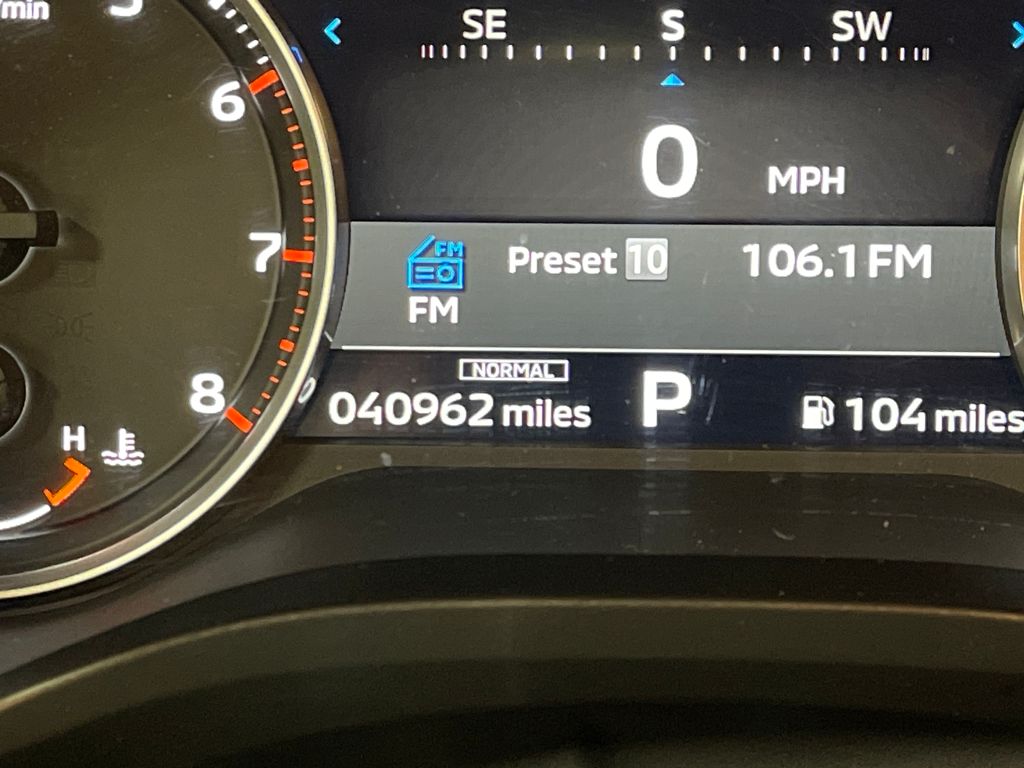 /min
SE S SW
6
0 MPH
7
FM
Preset 10 106.1 FM
FM
NORMAL
8
040962 miles P 104 miles
H